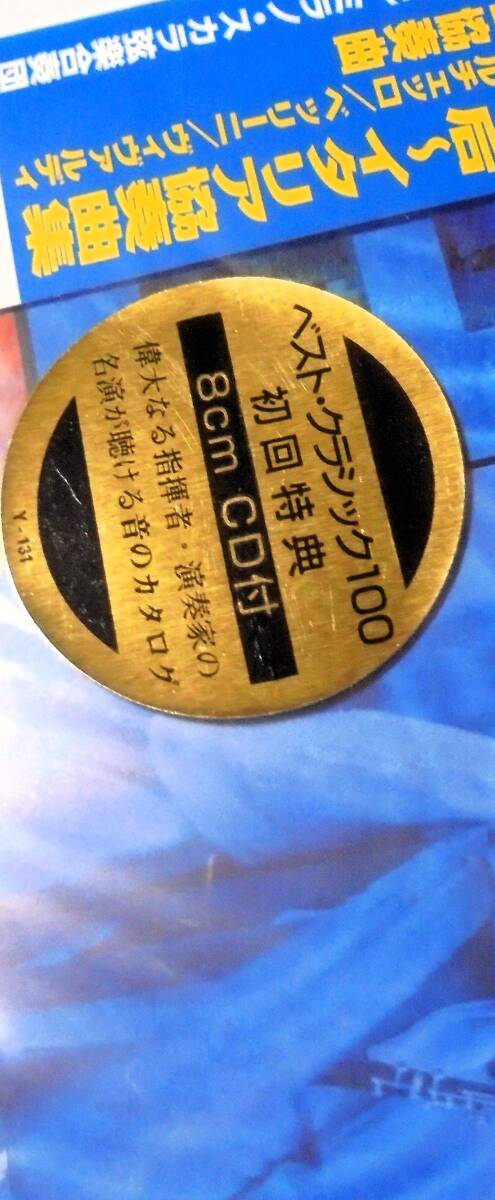 ミラノ・スカラ弦楽合奏団
協奏曲
ルチェッロ/ベッリーニ/ヴィヴァルディ
〜イタリア協奏曲集
ベスト・クラシック100
初回特典
8cm CD付
偉大なる指揮者・演奏家の
名演が聴ける音のカタログ
Y-131